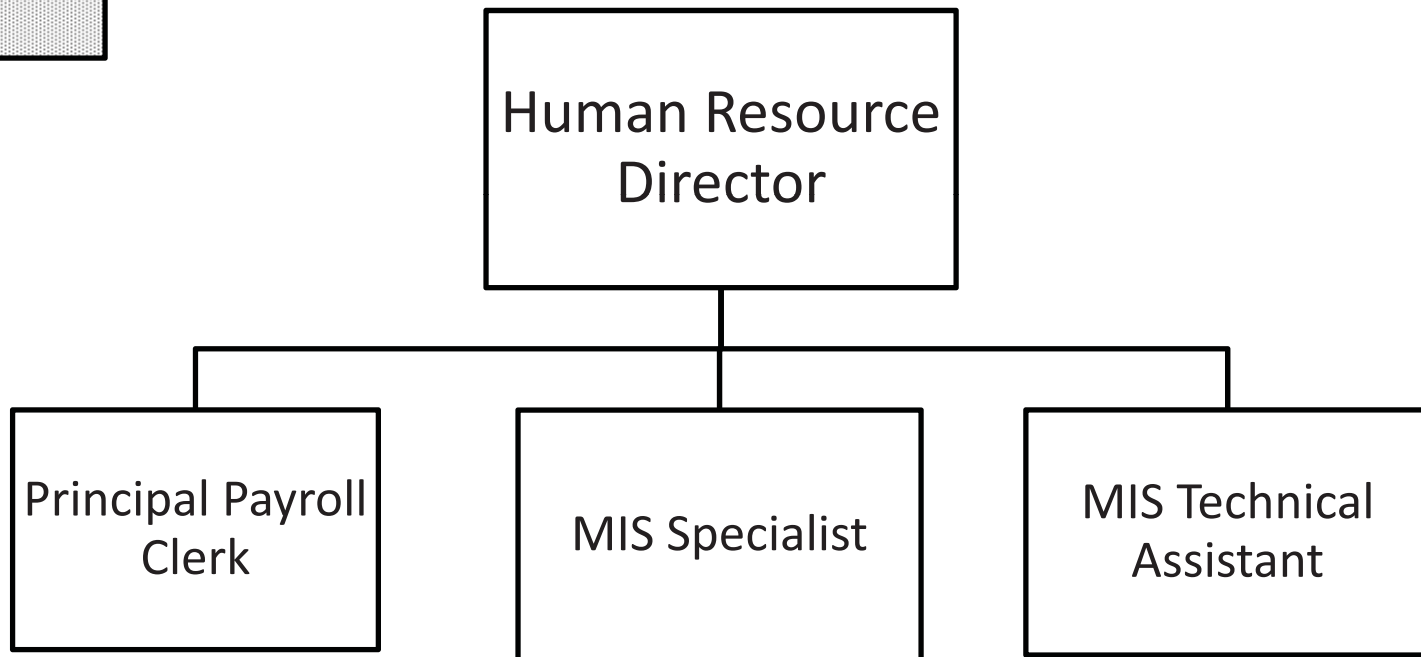 Human Resource
Director
Principal Payroll
Clerk
MIS Specialist
MIS Technical
Assistant